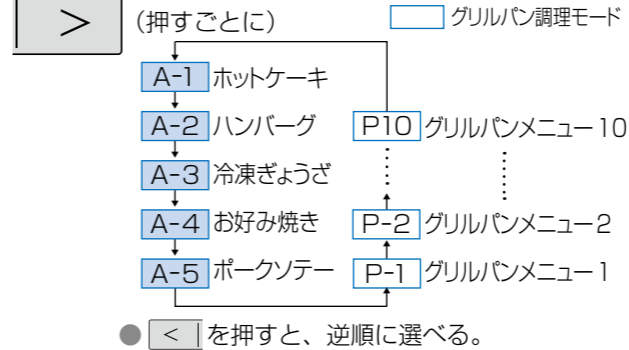 > (押すごとに) グリルパン調理モード
A-1 ホットケーキ
A-2 ハンバーグ P10 グリルパンメニュー10
A-3 冷凍ぎょうざ
A-4 お好み焼き P-2 グリルパンメニュー2
A-5 ポークソテー P-1 グリルパンメニュー1
● < を押すと、逆順に選べる。